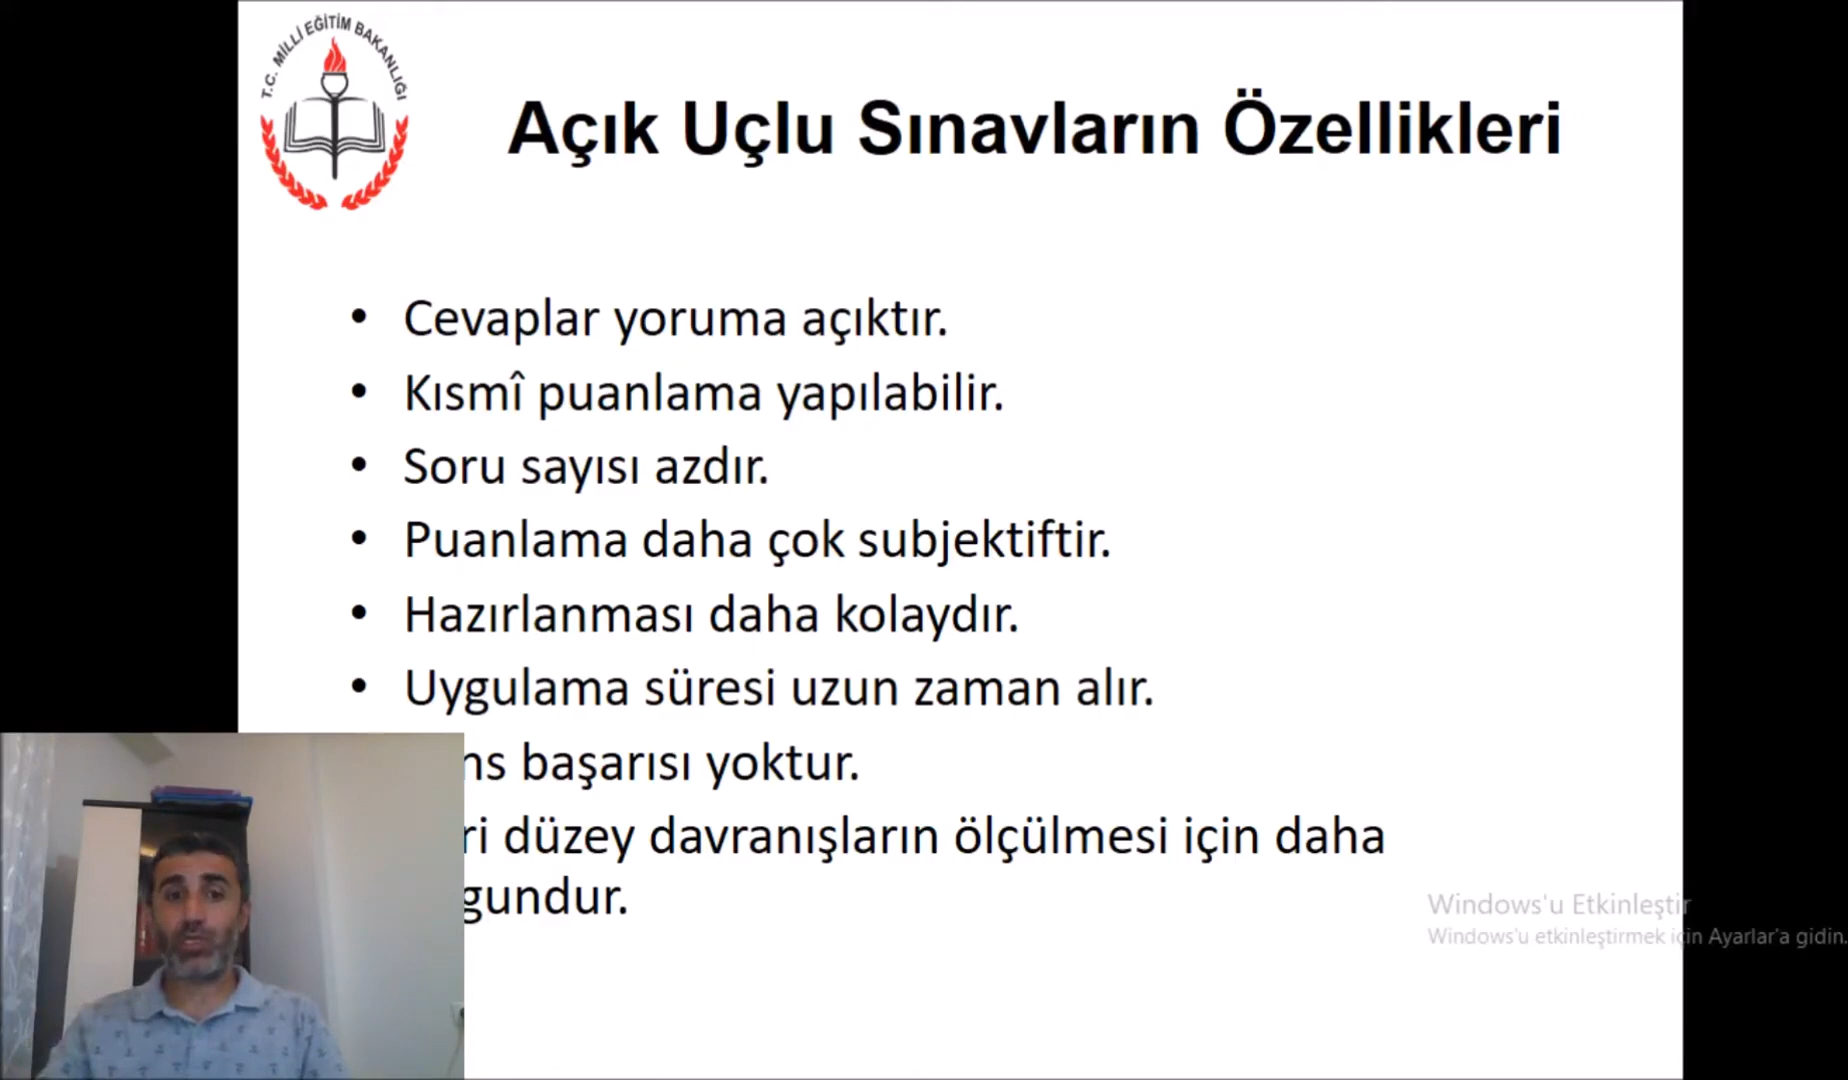 T.C. MİLLÎ EĞİTİM BAKANLIĞI
Açık Uçlu Sınavların Özellikleri
• Cevaplar yoruma açıktır.
• Kısmî puanlama yapılabilir.
• Soru sayısı azdır.
• Puanlama daha çok subjektiftir.
• Hazırlanması daha kolaydır.
• Uygulama süresi uzun zaman alır.
başarısı yoktur.
düzey davranışların ölçülmesi için daha
Windows'u Etkinleştir
Windows'u etkinleştirmek için Ayarlar'a gidin.